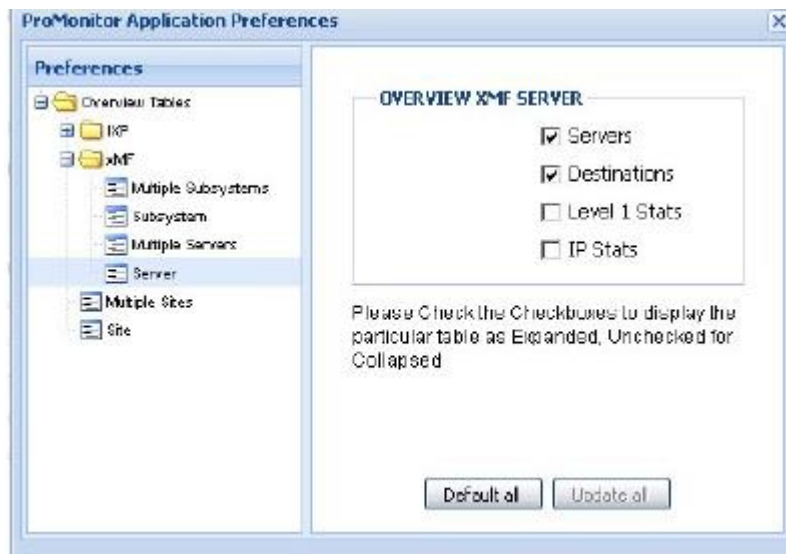 ProMonitor Application Preferences
Preferences
Overview Tables
IXP
xMF
Multiple Subsystems
Subsystem
Multiple Servers
Server
Multiple Sites
Site
OVERVIEW XMF SERVER
Servers
Destinations
Level 1 Stats
IP Stats
Please Check the Checkboxes to display the
particular table as Expanded, Unchecked for
Collapsed
Default all
Update all